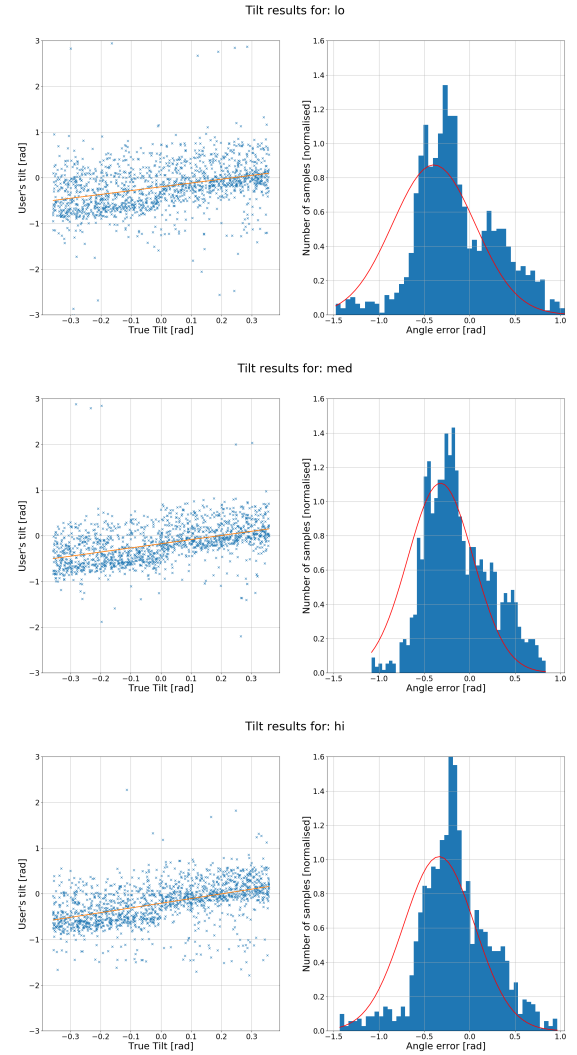 Tilt results for: lo
User's tilt [rad]
3
2
1
0
−1
−2
−3
−0.3 −0.2 −0.1 0.0 0.1 0.2 0.3
True Tilt [rad]
Number of samples [normalised]
1.6
1.4
1.2
1.0
0.8
0.6
0.4
0.2
0.0
−1.5 −1.0 −0.5 0.0 0.5 1.0
Angle error [rad]
Tilt results for: med
User's tilt [rad]
3
2
1
0
−1
−2
−3
−0.3 −0.2 −0.1 0.0 0.1 0.2 0.3
True Tilt [rad]
Number of samples [normalised]
1.6
1.4
1.2
1.0
0.8
0.6
0.4
0.2
0.0
−1.5 −1.0 −0.5 0.0 0.5 1.0
Angle error [rad]
Tilt results for: hi
User's tilt [rad]
3
2
1
0
−1
−2
−3
−0.3 −0.2 −0.1 0.0 0.1 0.2 0.3
True Tilt [rad]
Number of samples [normalised]
1.6
1.4
1.2
1.0
0.8
0.6
0.4
0.2
0.0
−1.5 −1.0 −0.5 0.0 0.5 1.0
Angle error [rad]